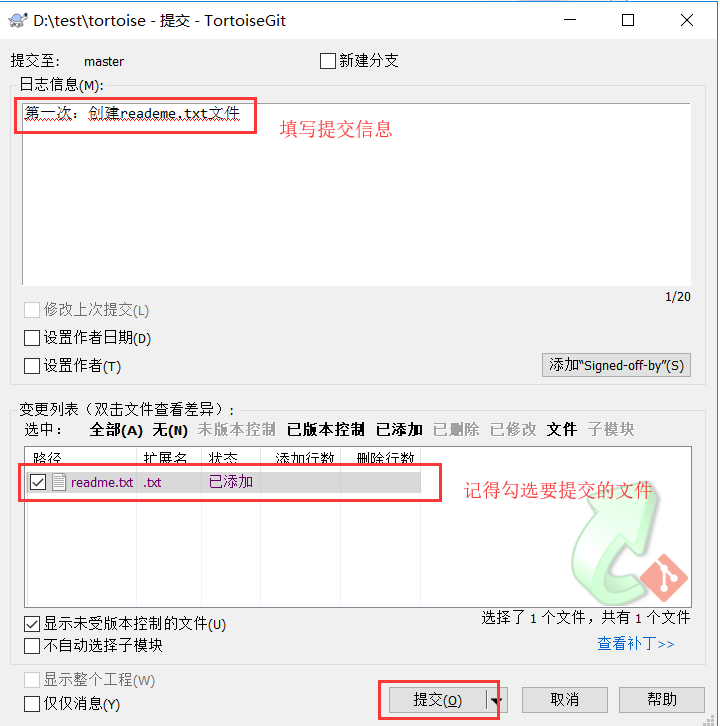 D:\test\tortoise - 提交 - TortoiseGit
提交至: master 新建分支
日志信息(M):
第一次：创建reademe.txt文件
填写提交信息
1/20
修改上次提交(L)
设置作者日期(D)
设置作者(T)
添加“Signed-off-by”(S)
变更列表（双击文件查看差异）:
选中： 全部(A) 无(N) 未版本控制 已版本控制 已添加 已删除 已修改 文件 子模块
路径 扩展名 状态 添加行数 删除行数
readme.txt .txt 已添加
记得勾选要提交的文件
显示未受版本控制的文件(U)
选择了 1 个文件，共有 1 个文件
不自动选择子模块
查看补丁>>
显示整个工程(W)
仅仅消息(Y)
提交(O) 取消 帮助